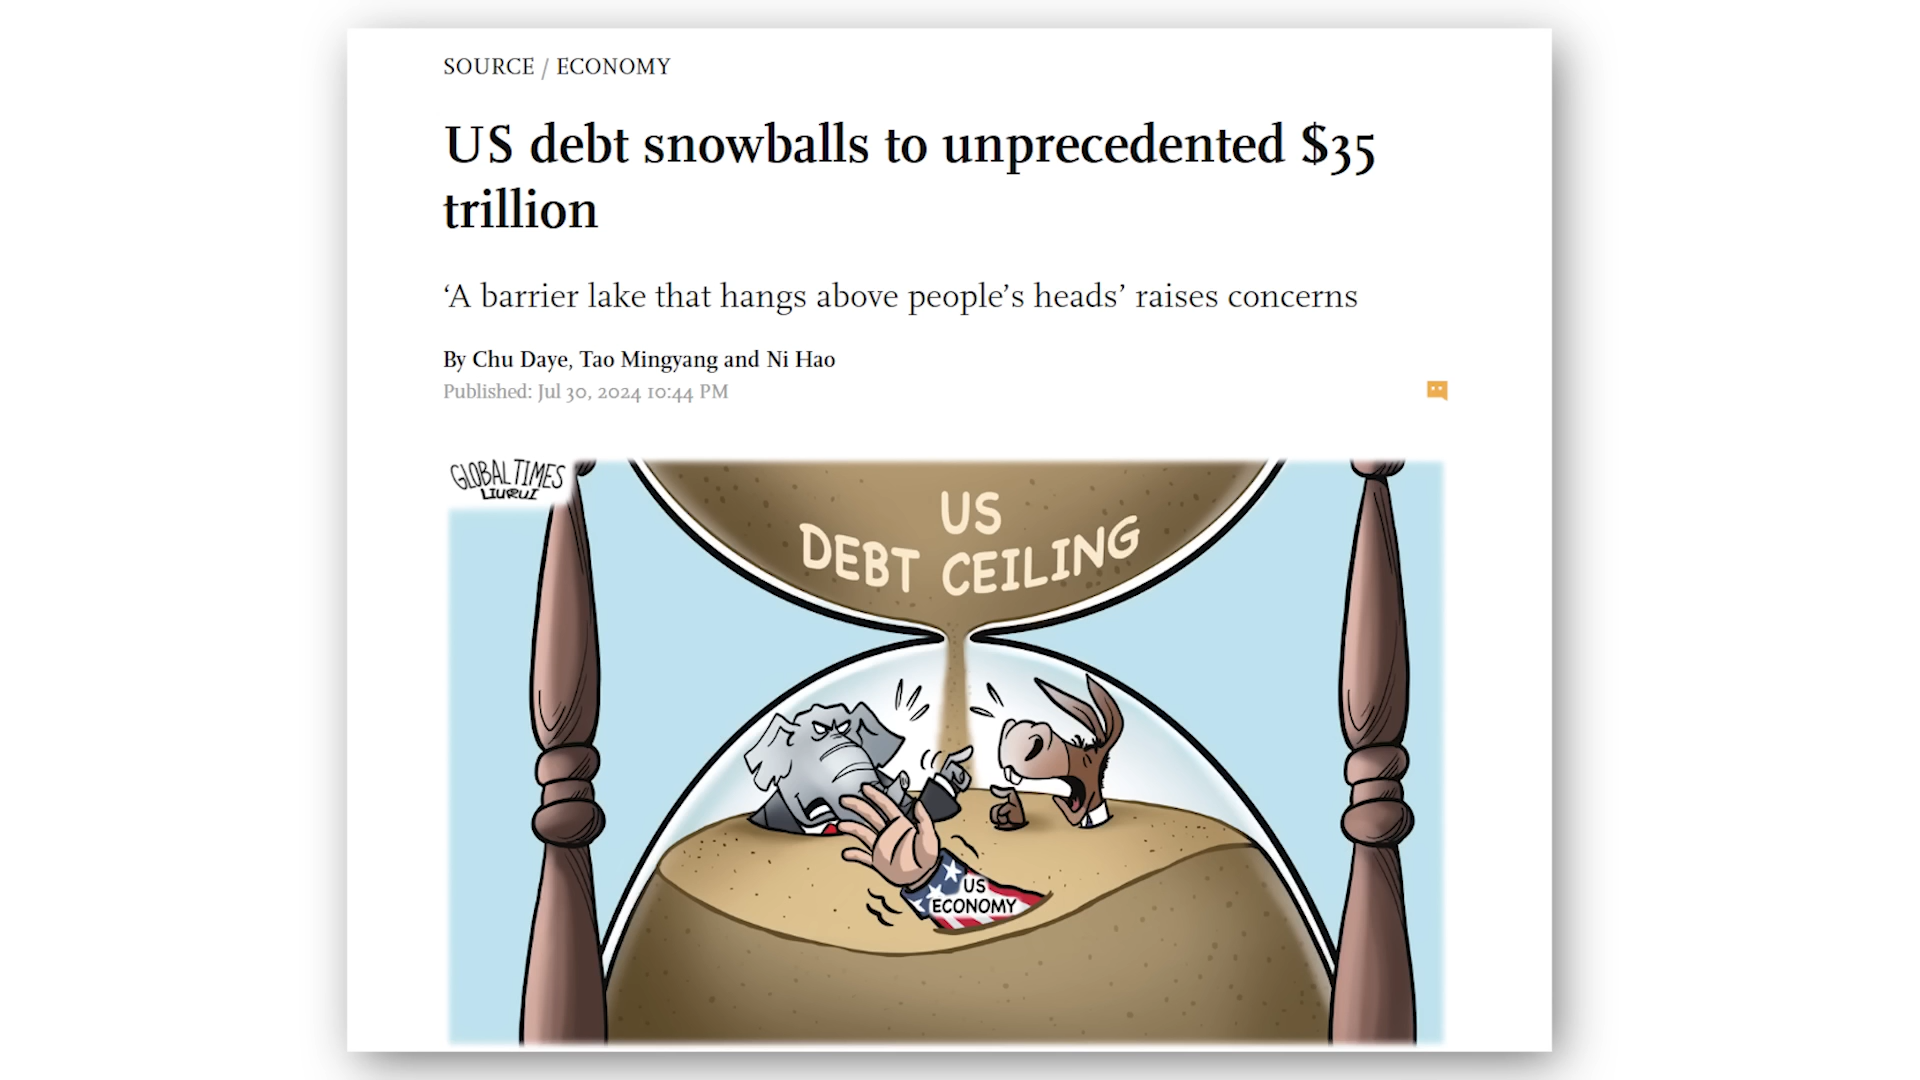 SOURCE / ECONOMY
US debt snowballs to unprecedented $35
trillion
‘A barrier lake that hangs above people’s heads’ raises concerns
By Chu Daye, Tao Mingyang and Ni Hao
Published: Jul 30, 2024 10:44 PM
GLOBAL TIMES
LIU RUI
US
DEBT CEILING
US
ECONOMY